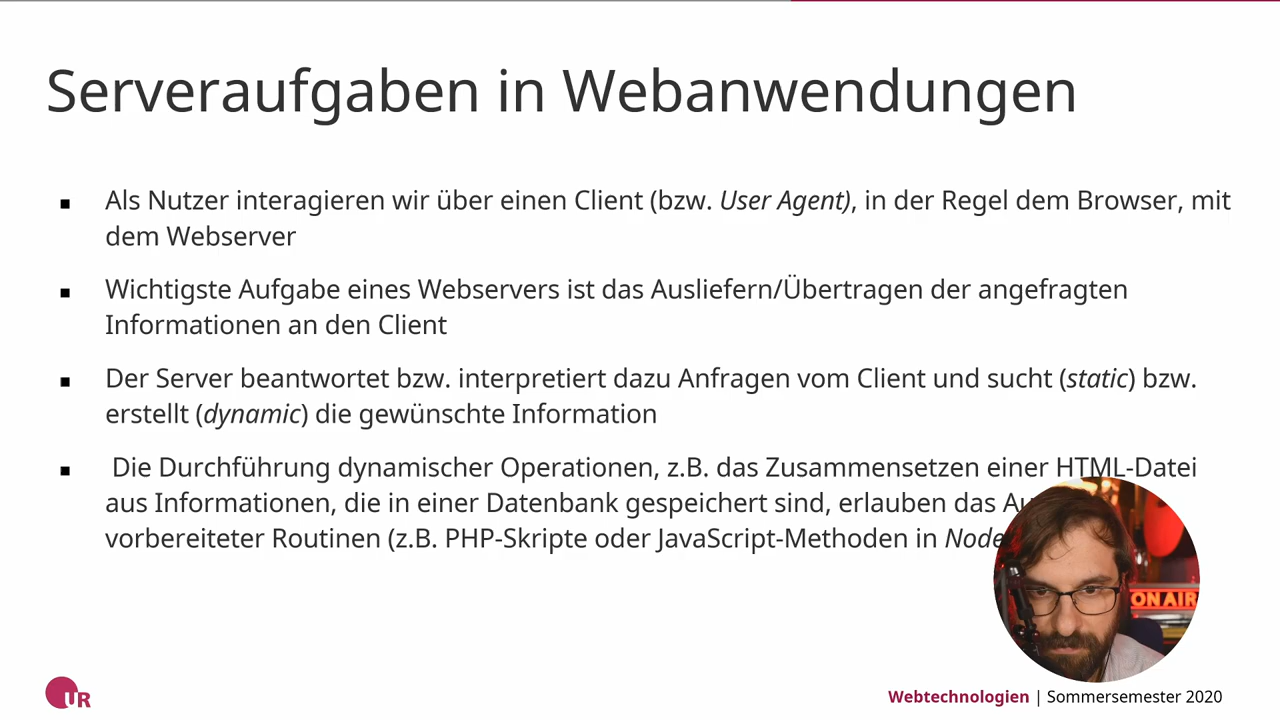 Serveraufgaben in Webanwendungen
▪ Als Nutzer interagieren wir über einen Client (bzw. User Agent), in der Regel dem Browser, mit
dem Webserver
▪ Wichtigste Aufgabe eines Webservers ist das Ausliefern/Übertragen der angefragten
Informationen an den Client
▪ Der Server beantwortet bzw. interpretiert dazu Anfragen vom Client und sucht (static) bzw.
erstellt (dynamic) die gewünschte Information
▪ Die Durchführung dynamischer Operationen, z.B. das Zusammensetzen einer HTML-Datei
aus Informationen, die in einer Datenbank gespeichert sind, erlauben das
vorbereiteter Routinen (z.B. PHP-Skripte oder JavaScript-Methoden in Node
ON AIR
UR
Webtechnologien | Sommersemester 2020